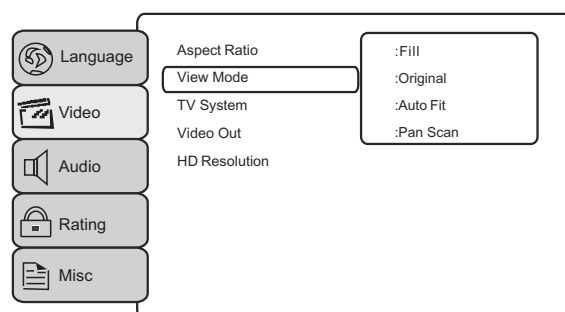 Language
Video
Audio
Rating
Misc
Aspect Ratio
View Mode
TV System
Video Out
HD Resolution
:Fill
:Original
:Auto Fit
:Pan Scan